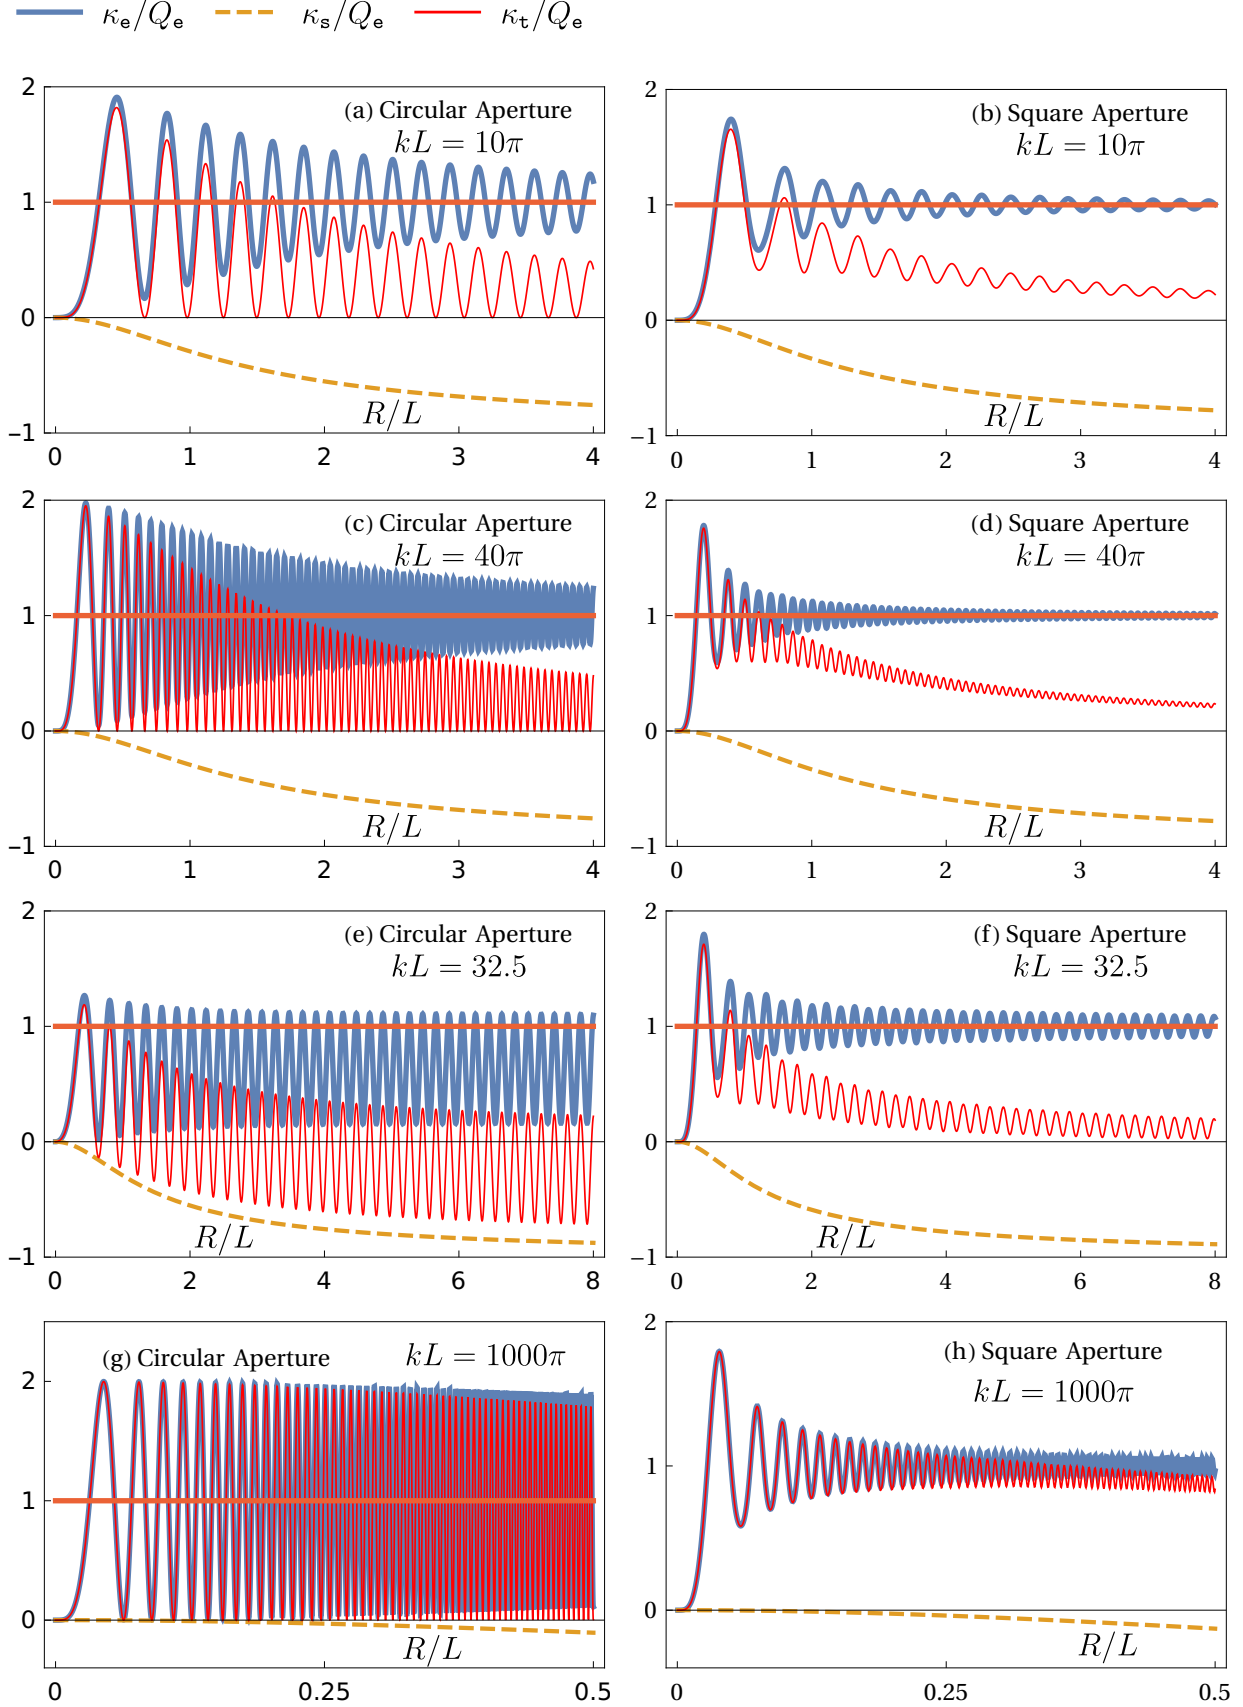 κe/Qe κs/Qe κt/Qe
2
(a) Circular Aperture
kL = 10π
1
0
R/L
−1
0 1 2 3 4
2
(b) Square Aperture
kL = 10π
1
0
R/L
−1
0 1 2 3 4
2
(c) Circular Aperture
kL = 40π
1
0
R/L
−1
0 1 2 3 4
2
(d) Square Aperture
kL = 40π
1
0
R/L
−1
0 1 2 3 4
2
(e) Circular Aperture
kL = 32.5
1
0
R/L
−1
0 2 4 6 8
2
(f) Square Aperture
kL = 32.5
1
0
R/L
−1
0 2 4 6 8
(g) Circular Aperture kL = 1000π
2
1
0
R/L
0 0.25 0.5
2
(h) Square Aperture
kL = 1000π
1
0
R/L
0 0.25 0.5